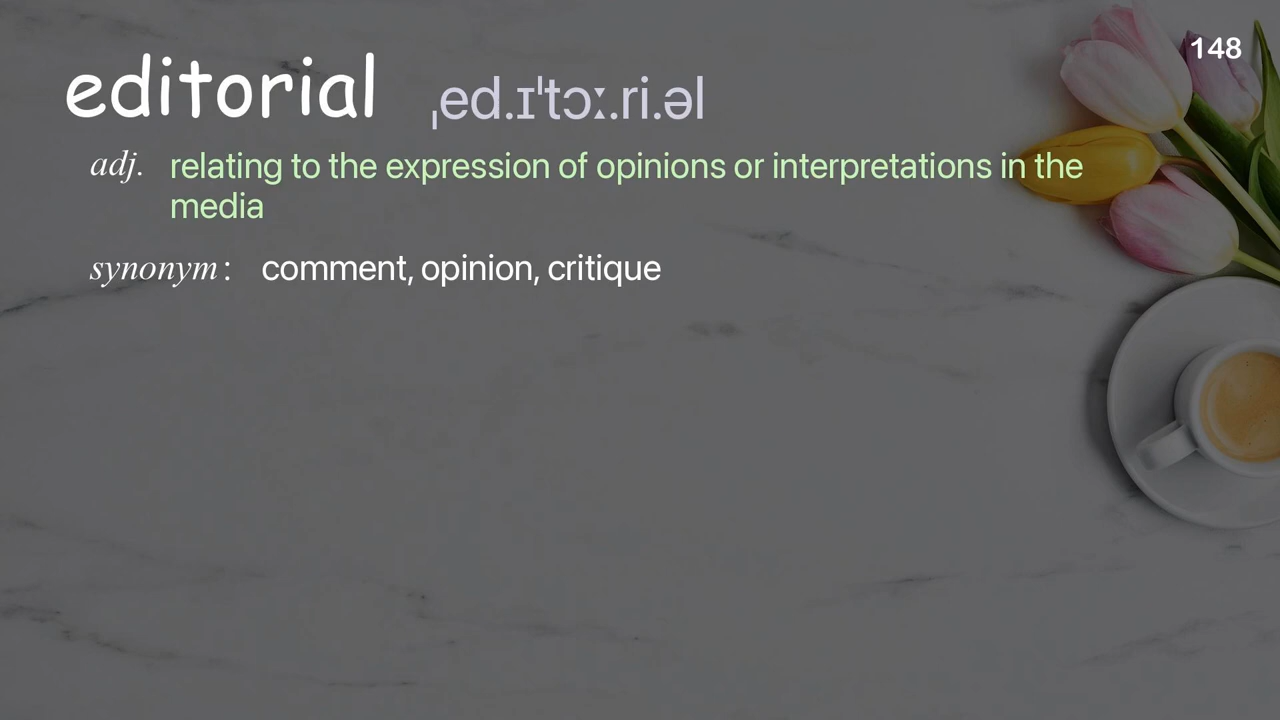 148
editorial ˌed.ɪˈtɔː.ri.əl
adj. relating to the expression of opinions or interpretations in the
media
synonym: comment, opinion, critique